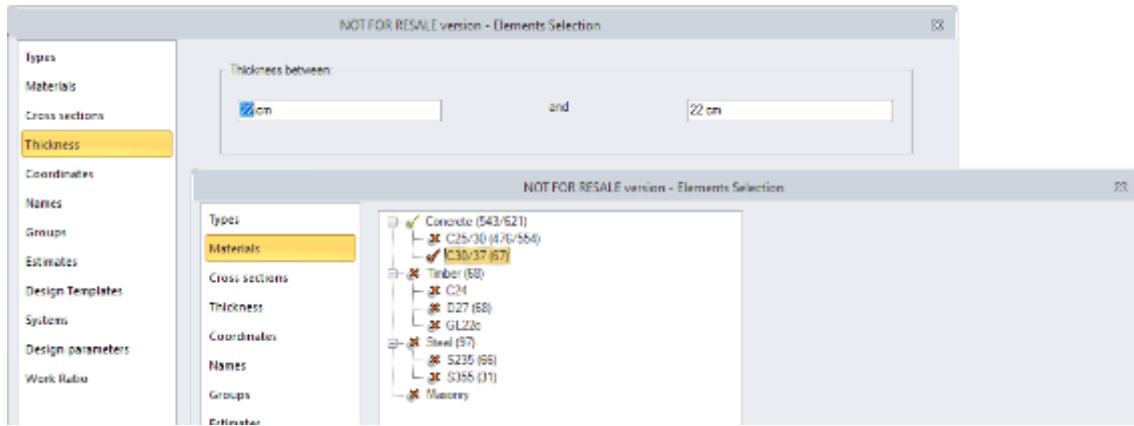 NOT FOR RESALE version - Elements Selection
Types
Materials
Cross sections
Thickness
Coordinates
Names
Groups
Estimates
Design Templates
Systems
Design parameters
Work Ratio
Thickness between:
22 cm and 22 cm
NOT FOR RESALE version - Elements Selection
Types
Materials
Cross sections
Thickness
Coordinates
Names
Groups
Estimates
Concrete (543/621)
C25/30 (476/554)
C30/37 (67)
Timber (68)
C24
D27 (68)
GL22c
Steel (97)
S235 (66)
S355 (31)
Masonry